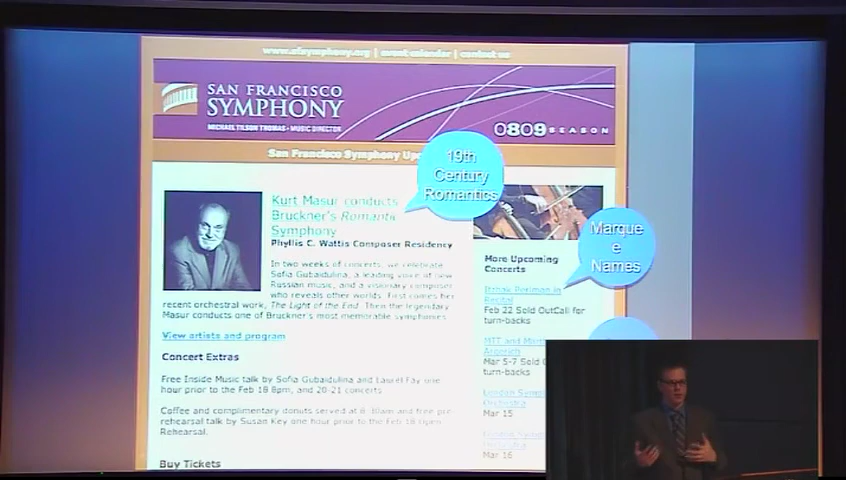 www.sfsymphony.org | event calendar | contact us
SAN FRANCISCO
SYMPHONY
MICHAEL TILSON THOMAS • MUSIC DIRECTOR
0809 SEASON
San Francisco Symphony
19th
Century
Romantics
Kurt Masur conducts
Bruckner's Romantic
Symphony
Phyllis C. Wattis Composer Residency
In two weeks of concerts, we celebrate
Sofia Gubaidulina, a leading voice of new
Russian music, and a visionary composer
who reveals other worlds. First comes her
recent orchestral work, The Light of the End. Then the legendary
Masur conducts one of Bruckner's most memorable symphonies.
View artists and program
Concert Extras
Free Inside Music talk by Sofia Gubaidulina and Laurel Fay one
hour prior to the Feb 18 8pm, and 20-21 concerts.
Coffee and complimentary donuts served at 8:30am and free pre-
rehearsal talk by Susan Key one hour prior to the Feb 18 Open
Rehearsal.
Buy Tickets
Marque
e
Names
More Upcoming
Concerts
Itzhak Perlman in
Recital
Feb 22 Sold Out Call for
turn-backs
MTT and
Argerich
Mar 5-7 Sold
turn-backs
London
Orchestra
Mar 15
London
Orchestra
Mar 16